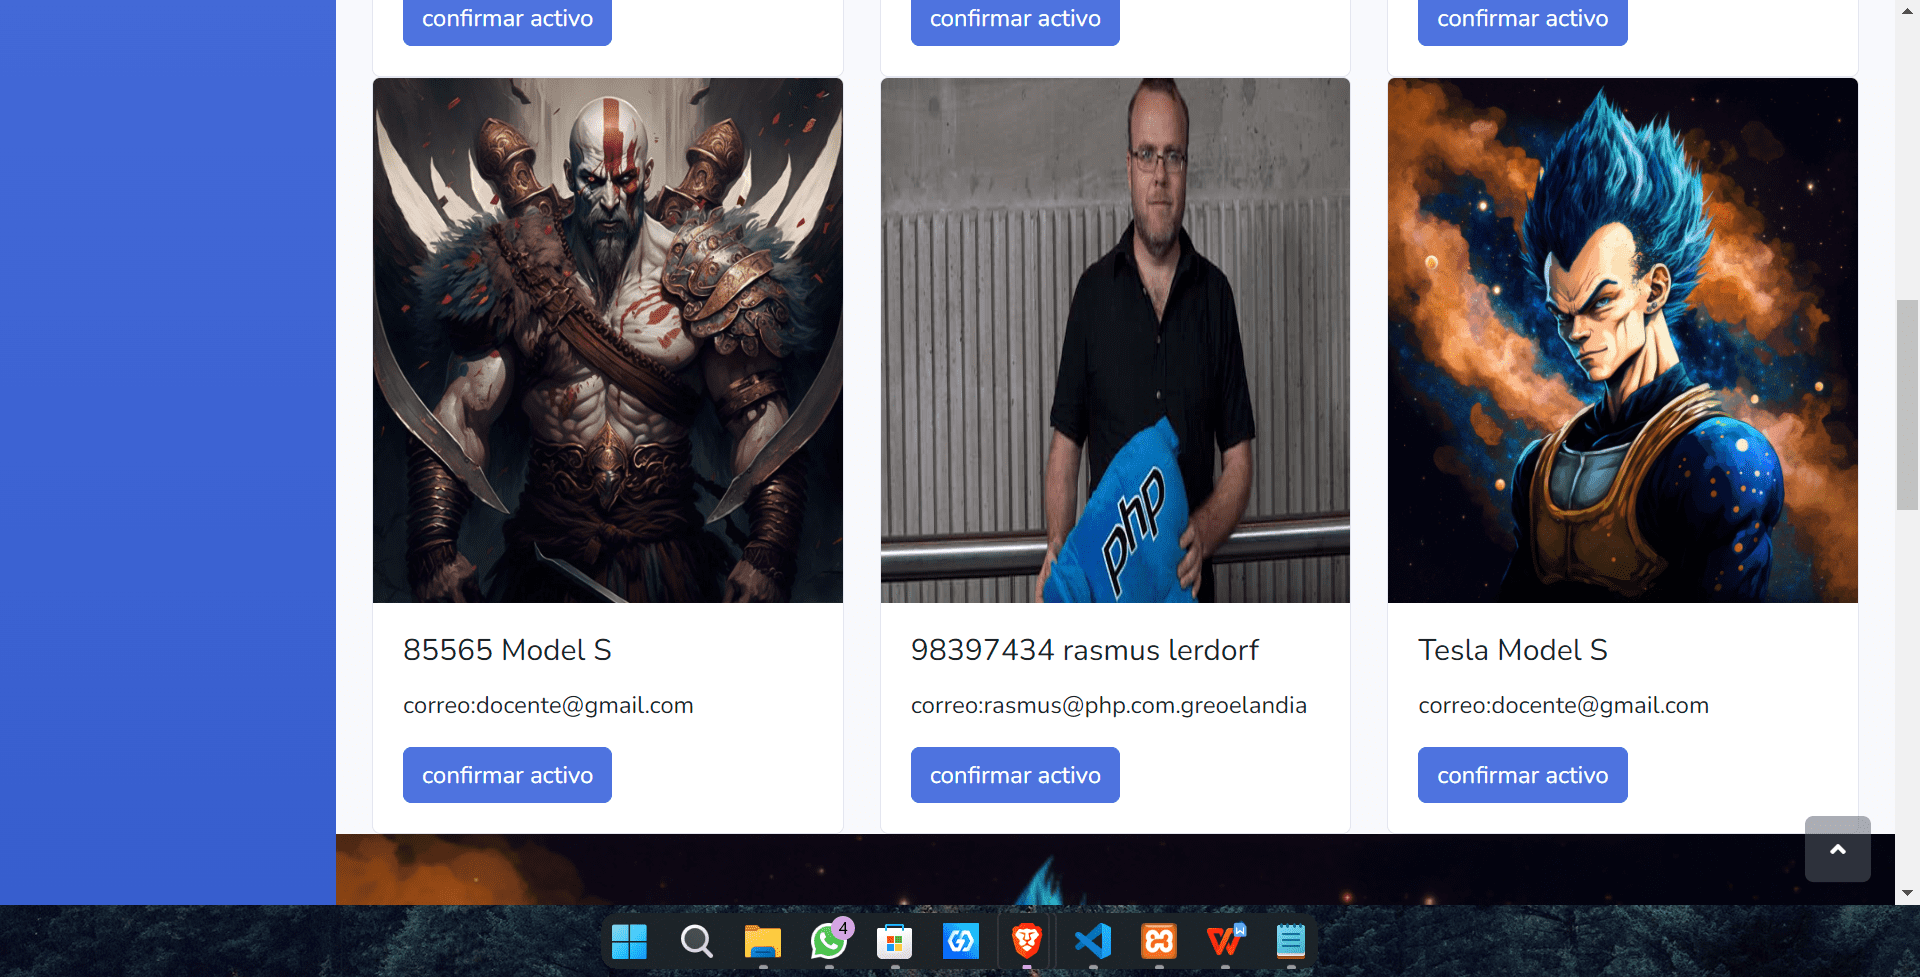 confirmar activo
confirmar activo
confirmar activo
php
85565 Model S
98397434 rasmus lerdorf
Tesla Model S
correo:docente@gmail.com
correo:rasmus@php.com.greoelandia
correo:docente@gmail.com
confirmar activo
confirmar activo
confirmar activo
4